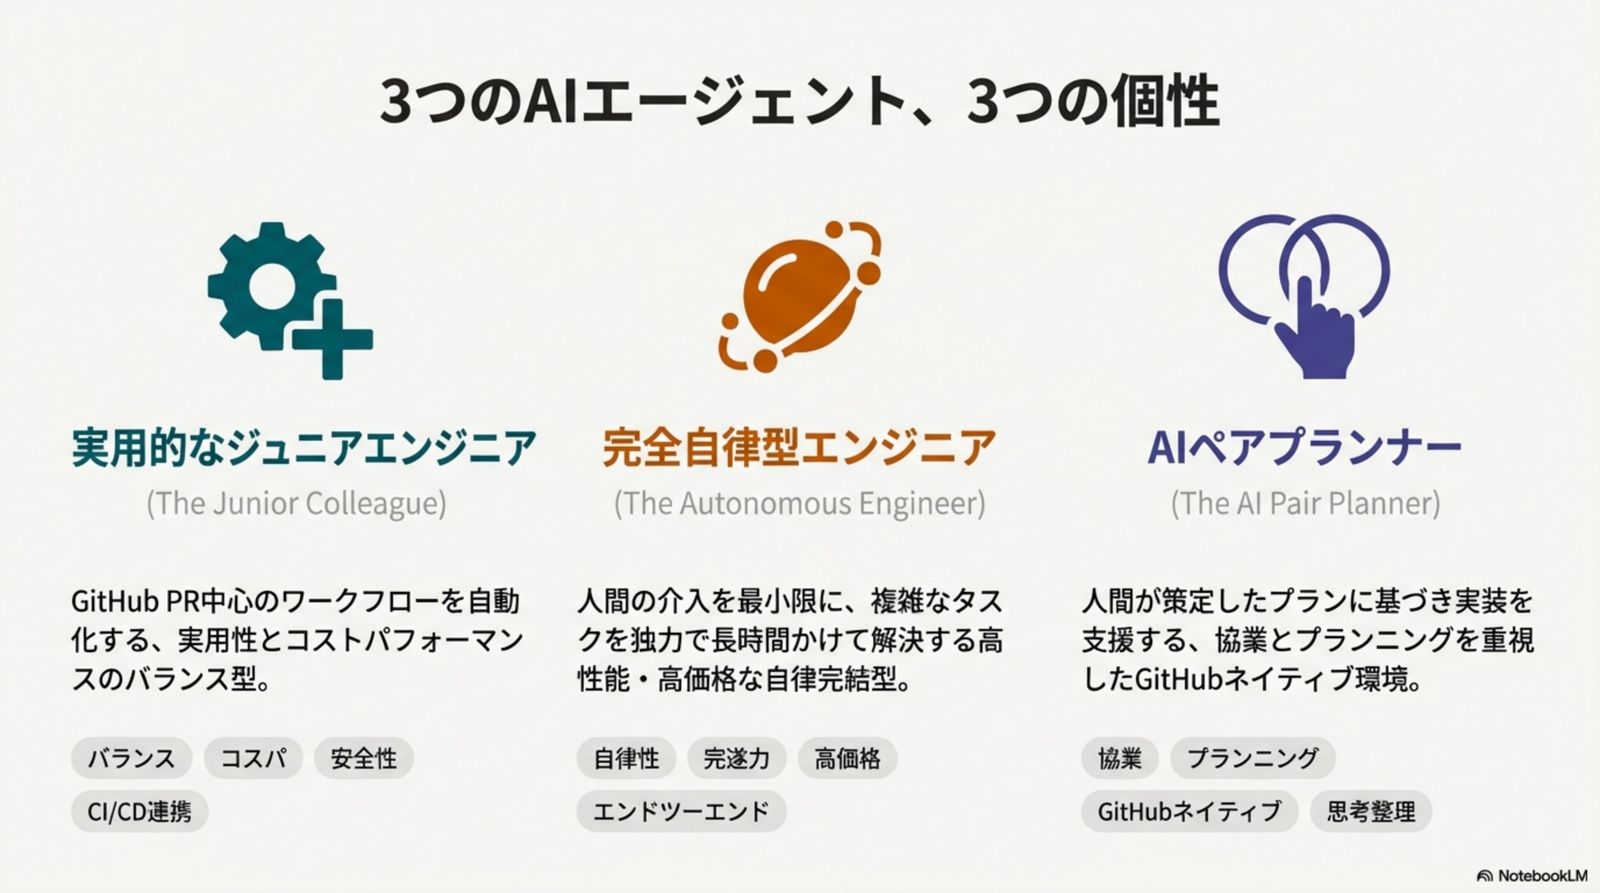 3つのAIエージェント、3つの個性
実用的なジュニアエンジニア
(The Junior Colleague)
GitHub PR中心のワークフローを自動
化する、実用性とコストパフォーマン
スのバランス型。
バランス
コスパ
安全性
CI/CD連携
完全自律型エンジニア
(The Autonomous Engineer)
人間の介入を最小限に、複雑なタス
クを独力で長時間かけて解決する高
性能・高価格な自律完結型。
自律性
完遂力
高価格
エンドツーエンド
AIペアプランナー
(The AI Pair Planner)
人間が策定したプランに基づき実装を
支援する、協業とプランニングを重視
したGitHubネイティブ環境。
協業
プランニング
GitHubネイティブ
思考整理
NotebookLM